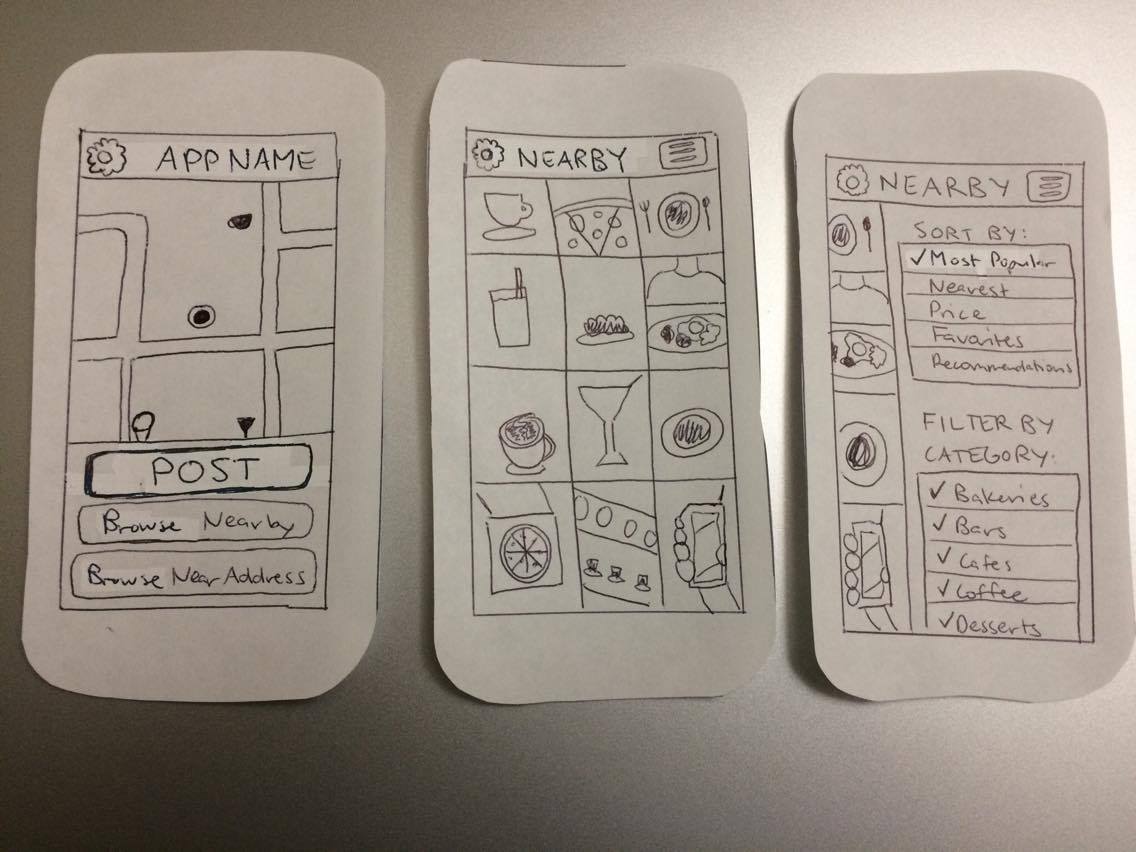 APP NAME
POST
Browse Nearby
Browse Near Address
NEARBY
NEARBY
SORT BY:
✓Most Popular
Nearest
Price
Favorites
Recommendations
FILTER BY
CATEGORY:
✓Bakeries
✓Bars
✓Cafes
✓Coffee
✓Desserts